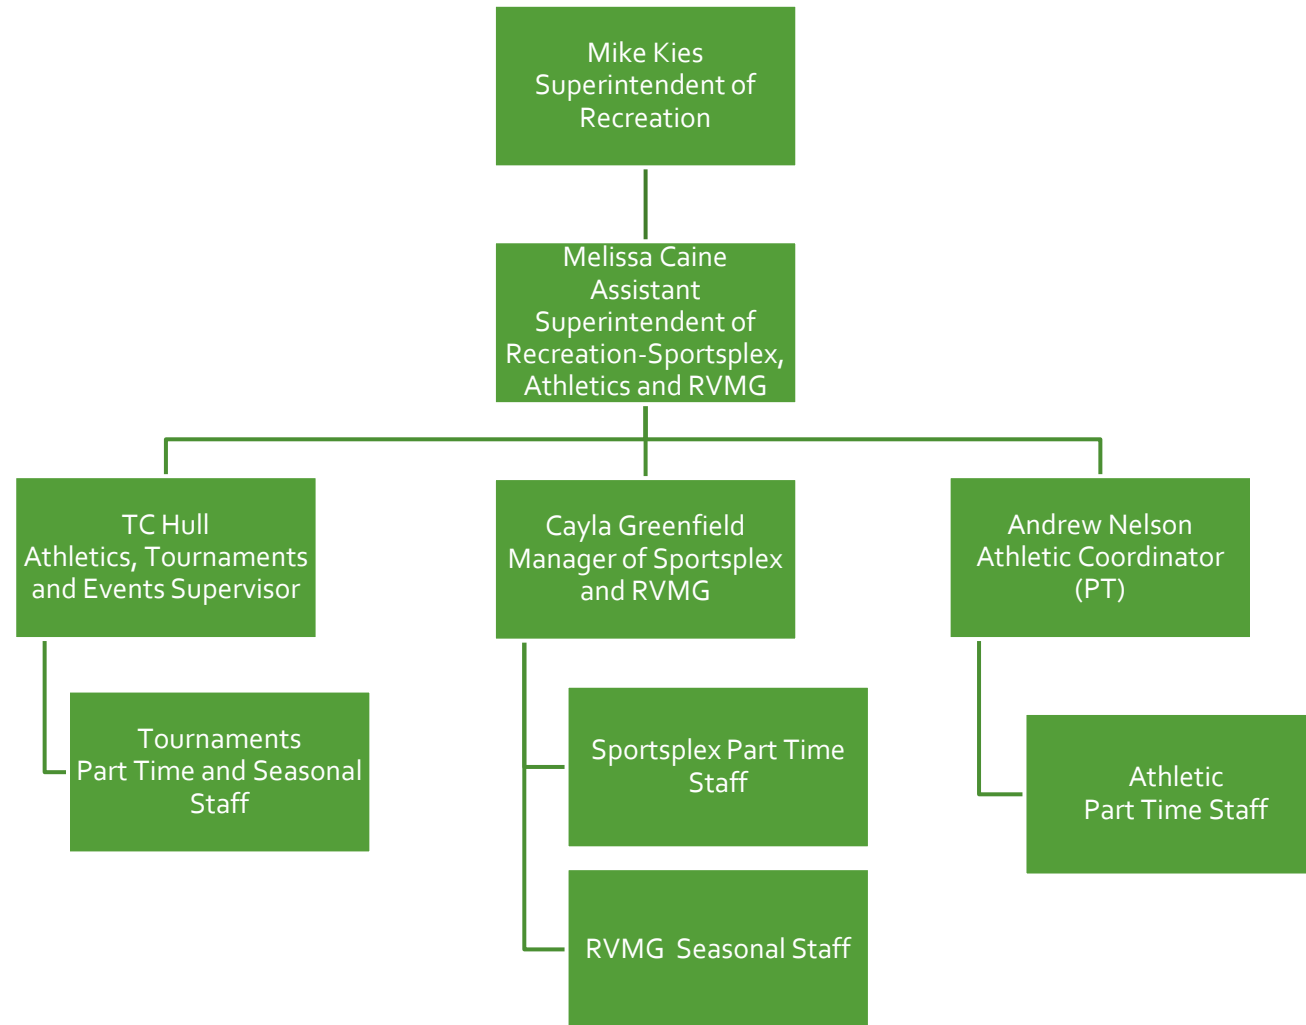 Mike Kies
Superintendent of
Recreation
Melissa Caine
Assistant
Superintendent of
Recreation-Sportsplex,
Athletics and RVMG
TC Hull
Athletics, Tournaments
and Events Supervisor
Cayla Greenfield
Manager of Sportsplex
and RVMG
Andrew Nelson
Athletic Coordinator
(PT)
Tournaments
Part Time and Seasonal
Staff
Sportsplex Part Time
Staff
Athletic
Part Time Staff
RVMG Seasonal Staff